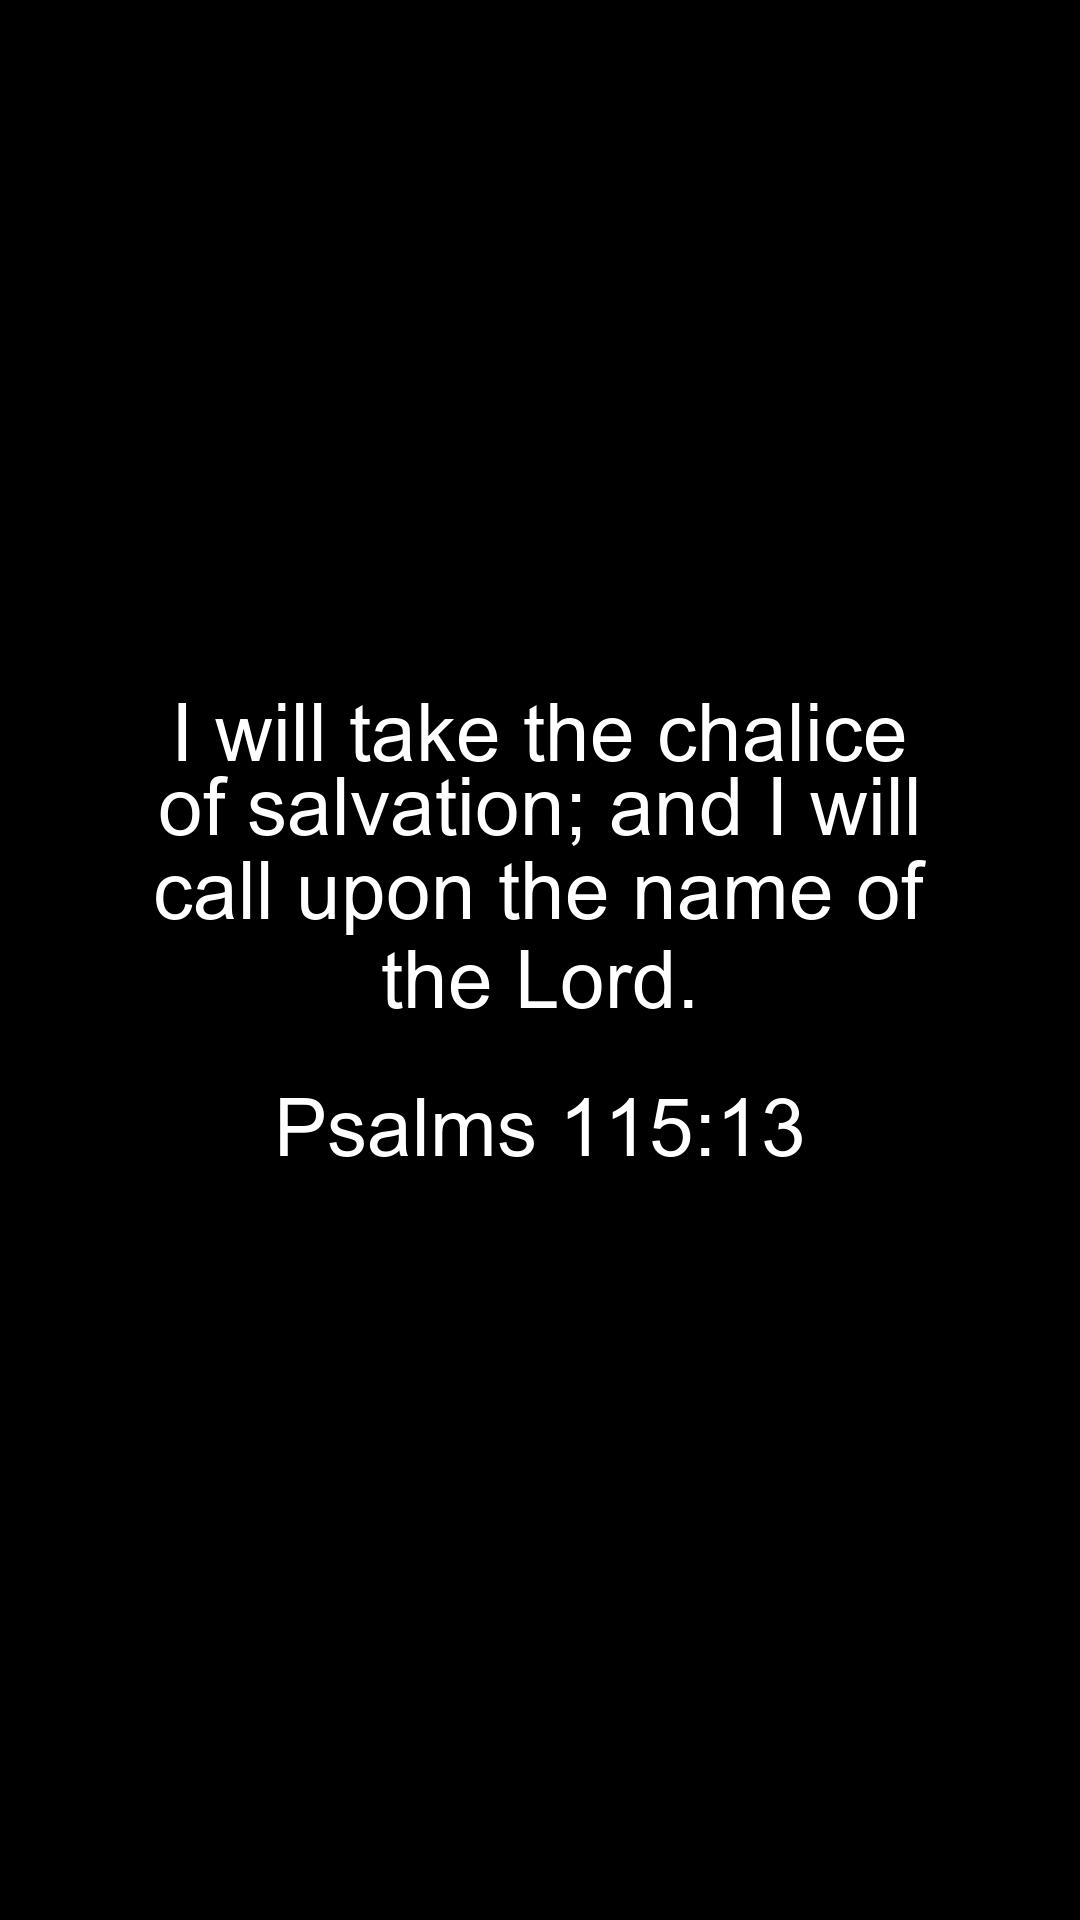 I will take the chalice
of salvation; and I will
call upon the name of
the Lord.
Psalms 115:13